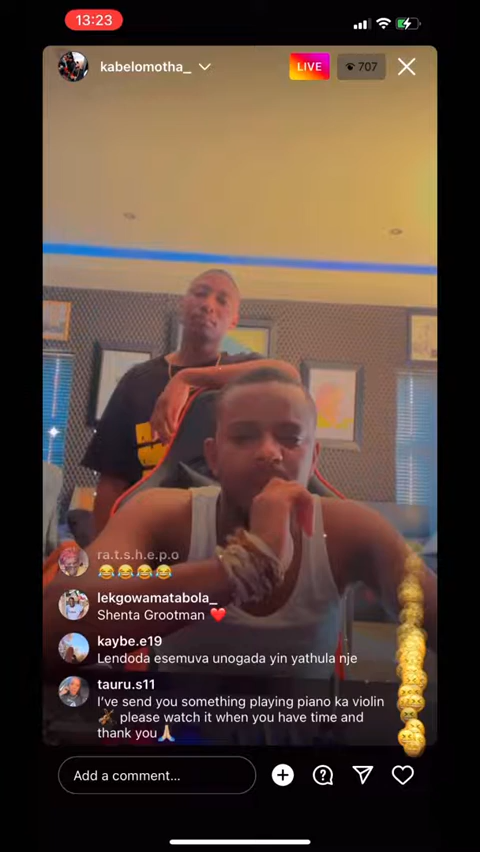 13:23
kabelomotha_
LIVE
707
ra.t.s.h.e.p.o
😂😂😂😂
lekgowamatabola_
Shenta Grootman ❤️
kaybe.e19
Lendoda esemuva unogada yin yathula nje
tauru.s11
I've send you something playing piano ka violin
🎻 please watch it when you have time and
thank you🙏🏼
Add a comment...